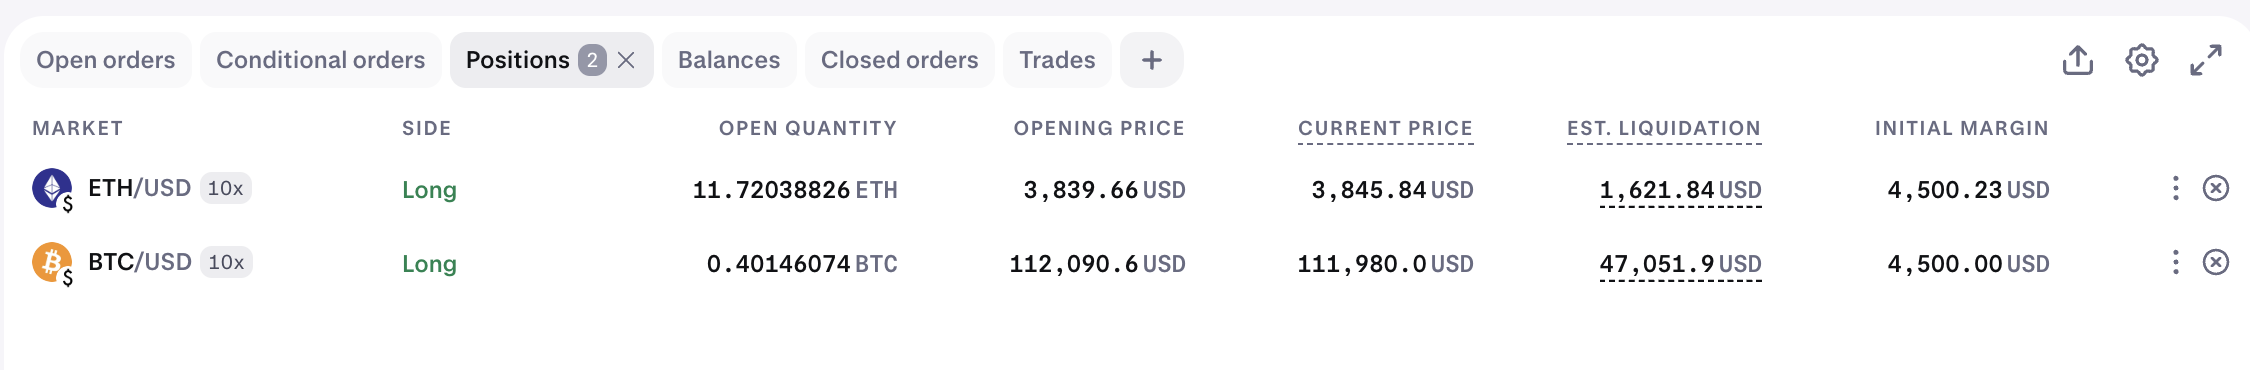 Open orders Conditional orders Positions 2 Balances Closed orders Trades +
MARKET SIDE OPEN QUANTITY OPENING PRICE CURRENT PRICE EST. LIQUIDATION INITIAL MARGIN
$ ETH/USD 10x Long 11.72038826 ETH 3,839.66 USD 3,845.84 USD 1,621.84 USD 4,500.23 USD
$ BTC/USD 10x Long 0.40146074 BTC 112,090.6 USD 111,980.0 USD 47,051.9 USD 4,500.00 USD